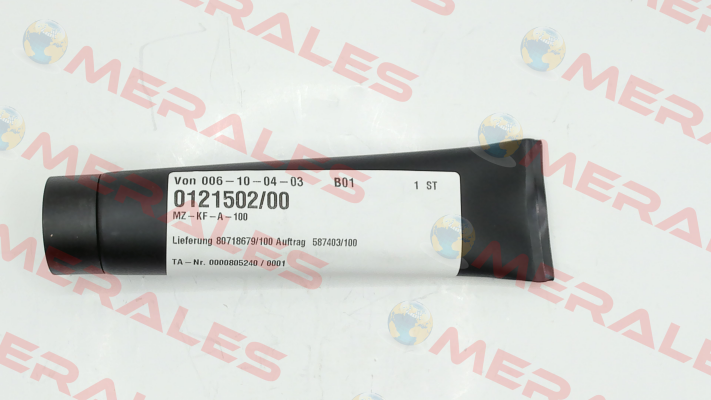 Von 006-10-04-03 B01 1 ST
0121502/00
MZ-KF-A-100
Lieferung 80718679/100 Auftrag 587403/100
TA-Nr. 0000805240 / 0001
MERALES
MERALES
MERALES
MERALES
MERALES
MERALES